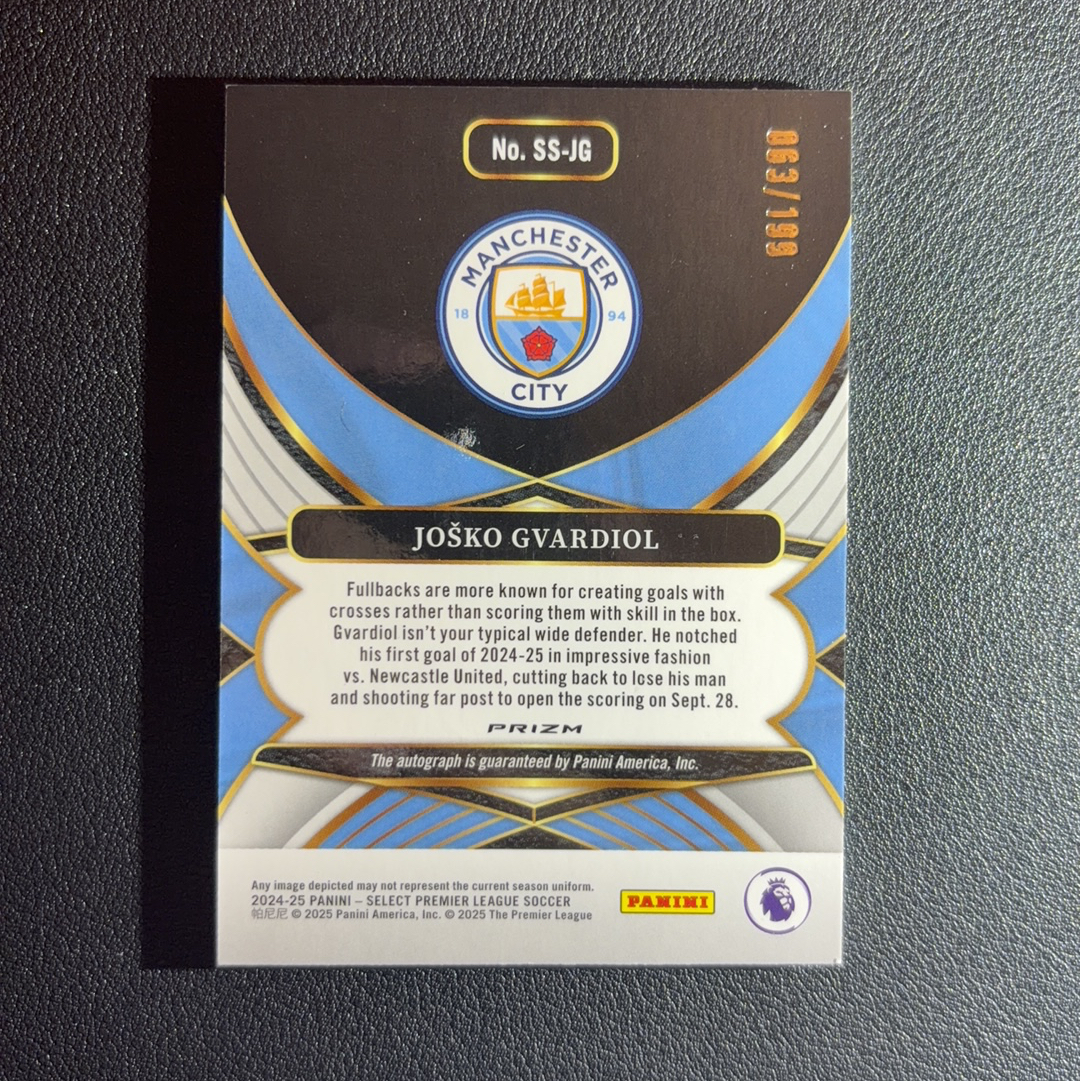 No. SS-JG
063/199
MANCHESTER
18 94
CITY
JOŠKO GVARDIOL
Fullbacks are more known for creating goals with
crosses rather than scoring them with skill in the box.
Gvardiol isn't your typical wide defender. He notched
his first goal of 2024-25 in impressive fashion
vs. Newcastle United, cutting back to lose his man
and shooting far post to open the scoring on Sept. 28.
PRIZM
The autograph is guaranteed by Panini America, Inc.
Any image depicted may not represent the current season uniform.
2024-25 PANINI – SELECT PREMIER LEAGUE SOCCER
帕尼尼 © 2025 Panini America, Inc. © 2025 The Premier League
PANINI